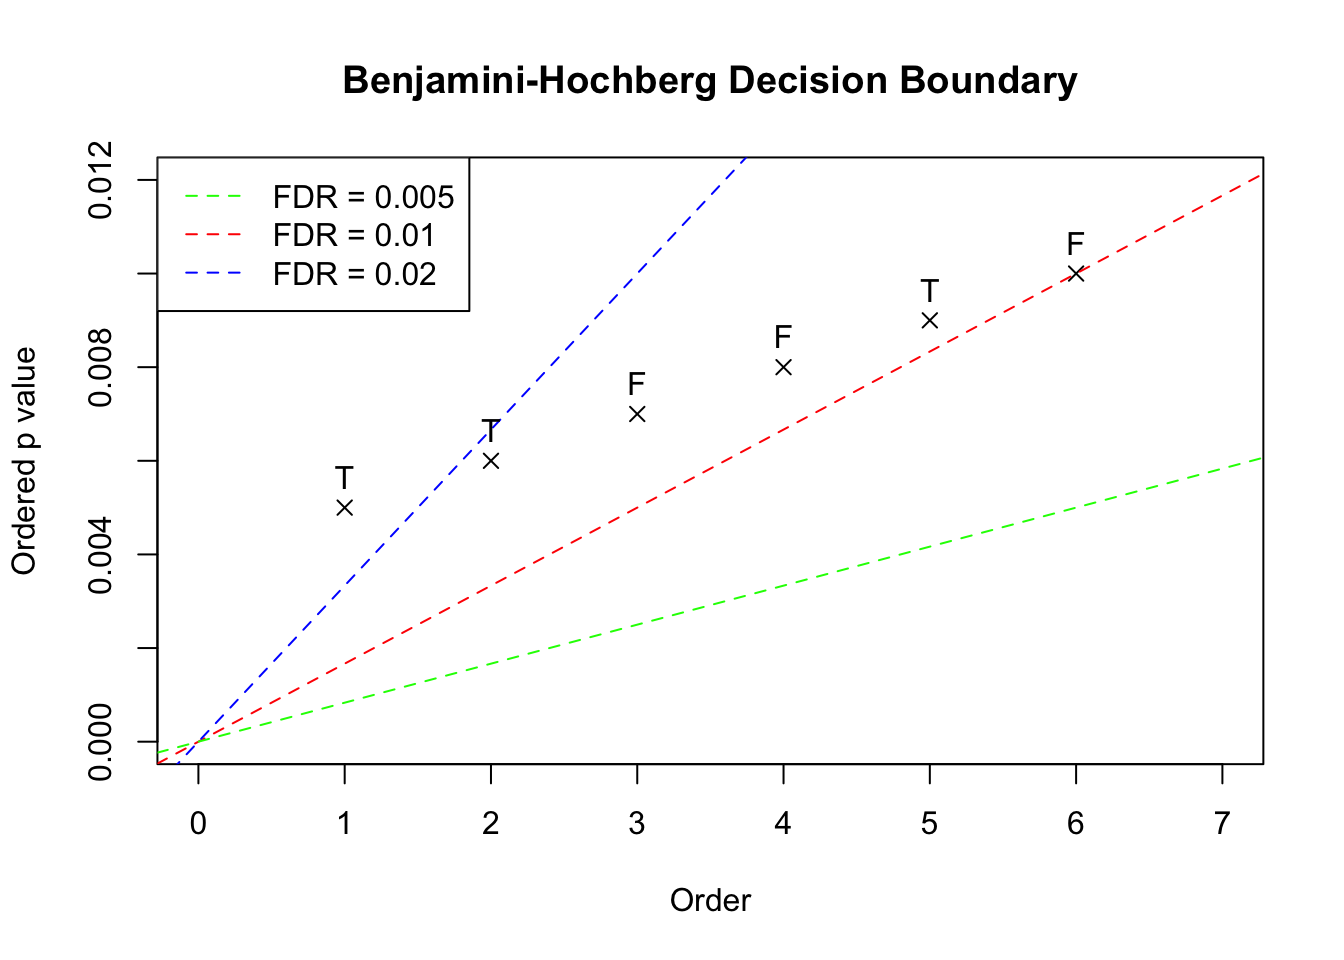 Benjamini-Hochberg Decision Boundary
FDR = 0.005
FDR = 0.01
FDR = 0.02
Ordered p value
0.012
0.008
0.004
0.000
T
T
F
F
T
F
0 1 2 3 4 5 6 7
Order